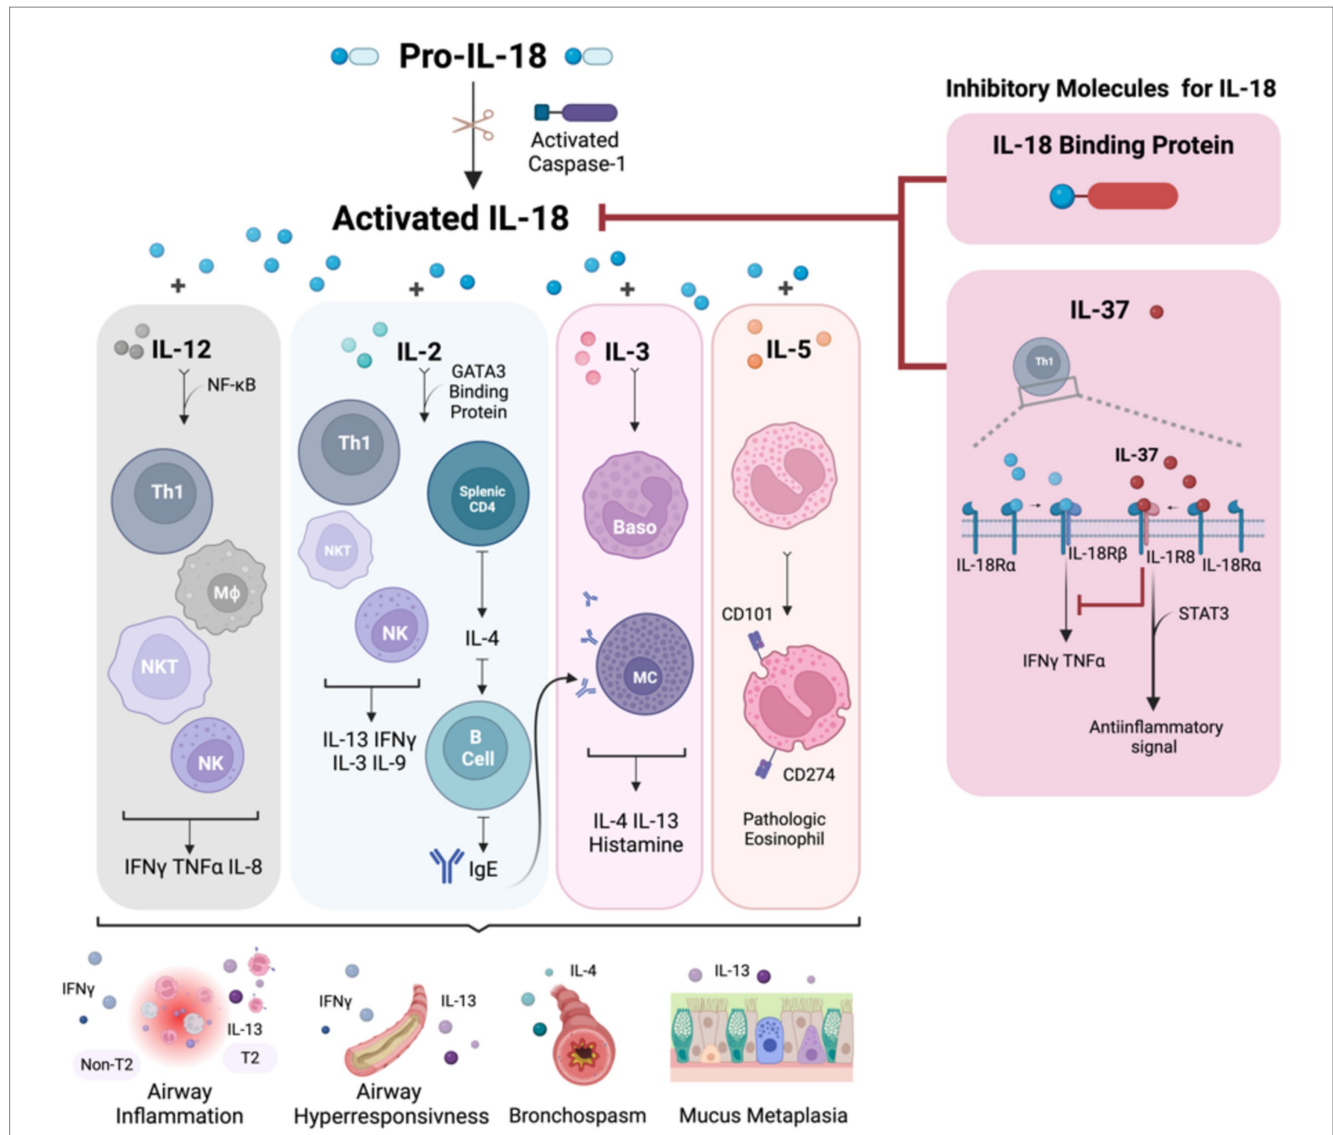 Pro-IL-18
Activated
Caspase-1
Activated IL-18
+
+
+
+
IL-12
NF-κB
Th1
Mϕ
NKT
NK
IFNγ TNFα IL-8
IL-2
GATA3
Binding
Protein
Th1
Splenic
CD4
NKT
NK
IL-4
IL-13 IFNγ
IL-3 IL-9
B
Cell
IgE
IL-3
Baso
MC
IL-4 IL-13
Histamine
IL-5
CD101
CD274
Pathologic
Eosinophil
Inhibitory Molecules for IL-18
IL-18 Binding Protein
IL-37
Th1
IL-37
IL-18Rα
IL-18Rβ
IL-1R8
IL-18Rα
STAT3
IFNγ TNFα
Antiinflammatory
signal
IFNγ
IL-13
Non-T2
T2
Airway
Inflammation
IFNγ
IL-13
Airway
Hyperresponsivness
IL-4
Bronchospasm
IL-13
Mucus Metaplasia